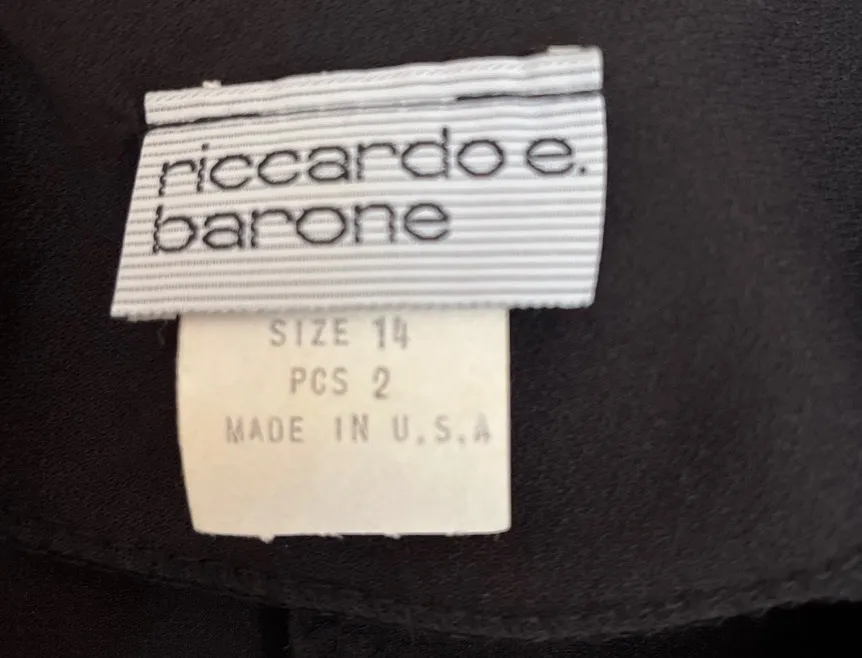 riccardo e.
barone
SIZE 14
PCS 2
MADE IN U.S.A